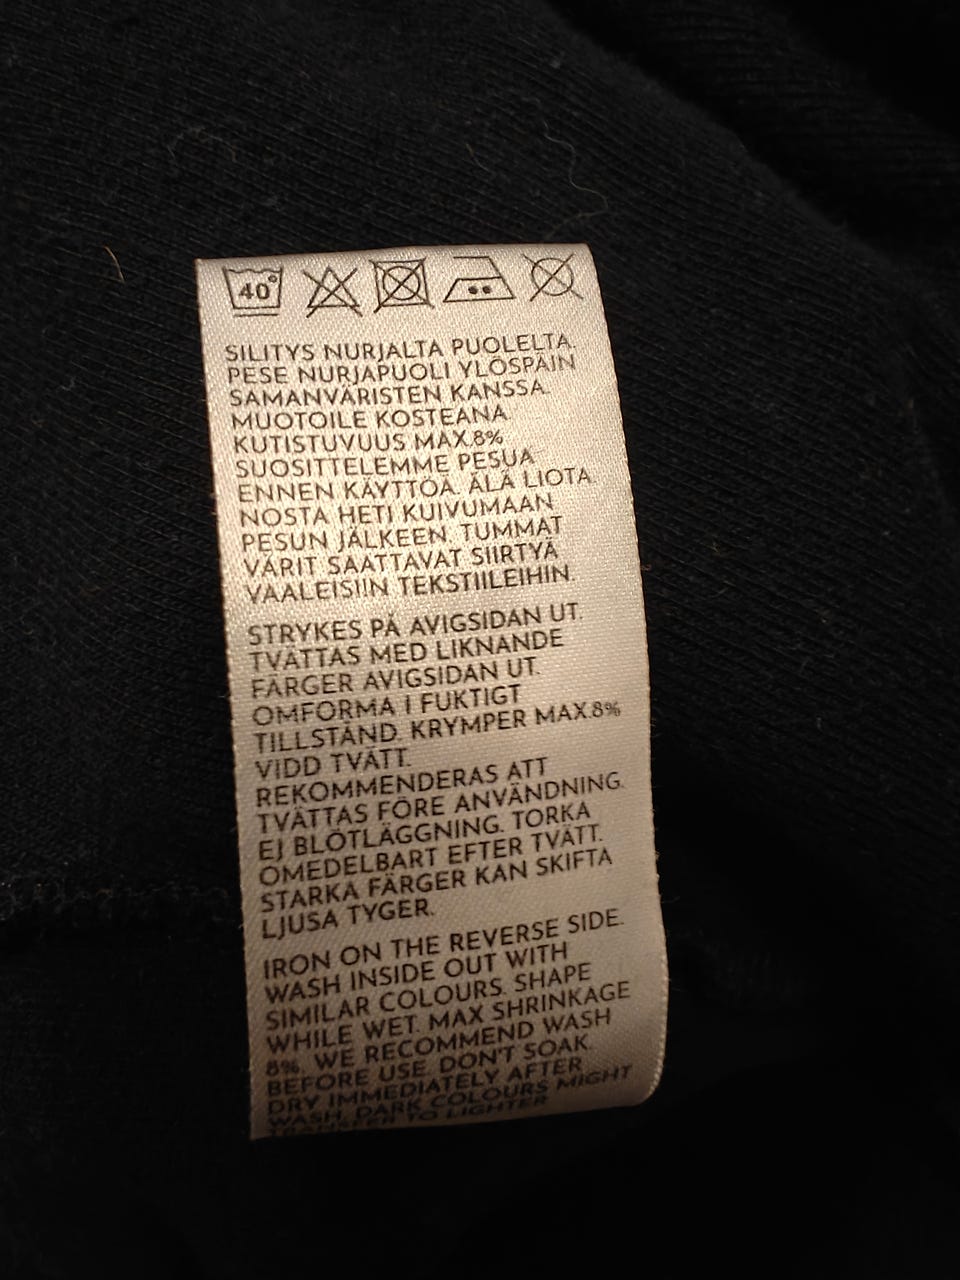 40°
SILITYS NURJALTA PUOLELTA.
PESE NURJAPUOLI YLÖSPÄIN
SAMANVÄRISTEN KANSSA.
MUOTOILE KOSTEANA
KUTISTUVUUS MAX.8%
SUOSITTELEMME PESUA
ENNEN KÄYTTÖÄ. ÄLÄ LIOTA.
NOSTA HETI KUIVUMAAN
PESUN JÄLKEEN. TUMMAT
VÄRIT SAATTAVAT SIIRTYÄ
VAALEISIIN TEKSTIILEIHIN.
STRYKES PÅ AVIGSIDAN UT.
TVÄTTAS MED LIKNANDE
FÄRGER AVIGSIDAN UT.
OMFORMA I FUKTIGT
TILLSTÅND. KRYMPER MAX.8%
VIDD TVÄTT.
REKOMMENDERAS ATT
TVÄTTAS FÖRE ANVÄNDNING.
EJ BLÖTLÄGGNING. TORKA
OMEDELBART EFTER TVÄTT.
STARKA FÄRGER KAN SKIFTA
LJUSA TYGER.
IRON ON THE REVERSE SIDE.
WASH INSIDE OUT WITH
SIMILAR COLOURS. SHAPE
WHILE WET. MAX SHRINKAGE
8%. WE RECOMMEND WASH
BEFORE USE. DON'T SOAK.
DRY IMMEDIATELY AFTER
WASH. DARK COLOURS MIGHT
TRANSFER TO LIGHTER